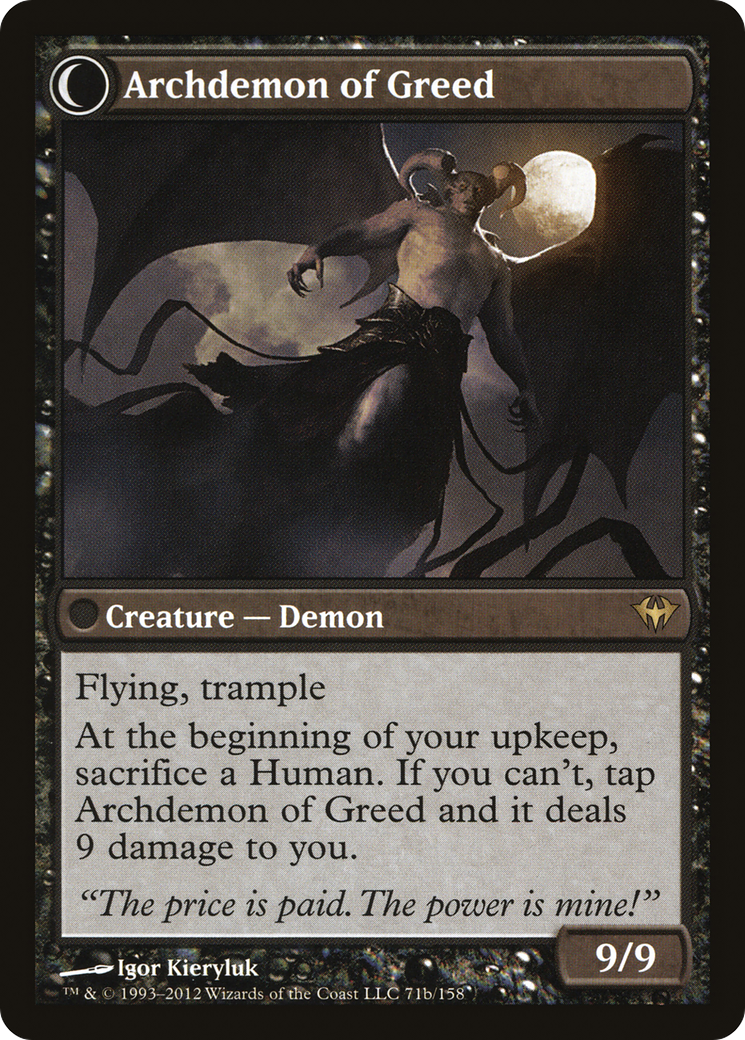 Archdemon of Greed
Creature — Demon
Flying, trample
At the beginning of your upkeep,
sacrifice a Human. If you can't, tap
Archdemon of Greed and it deals
9 damage to you.
“The price is paid. The power is mine!”
9/9
Igor Kieryluk
™ & © 1993–2012 Wizards of the Coast LLC 71b/158